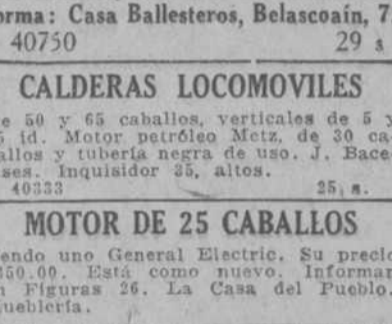 orma: Casa Ballesteros, Belascoaín, 7
40750 29 s
CALDERAS LOCOMOVILES
e 50 y 65 caballos, verticales de 5 y
5 id. Motor petróleo Metz, de 30 ca-
allos y tubería negra de uso. J. Bace-
ses. Inquisidor 35, altos.
40333 25, s.
MOTOR DE 25 CABALLOS
endo uno General Electric. Su precio
350.00. Está como nuevo. Informan
n Figuras 26. La Casa del Pueblo.
ueblería.